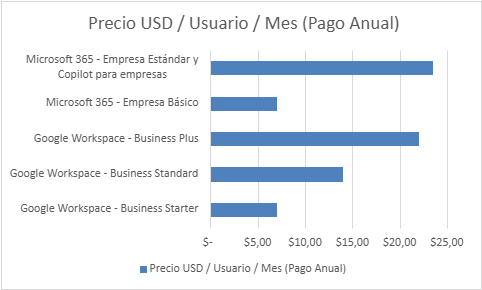 Precio USD / Usuario / Mes (Pago Anual)
Microsoft 365 - Empresa Estándar y
Copilot para empresas
Microsoft 365 - Empresa Básico
Google Workspace - Business Plus
Google Workspace - Business Standard
Google Workspace - Business Starter
$- $5,00 $10,00 $15,00 $20,00 $25,00
Precio USD / Usuario / Mes (Pago Anual)